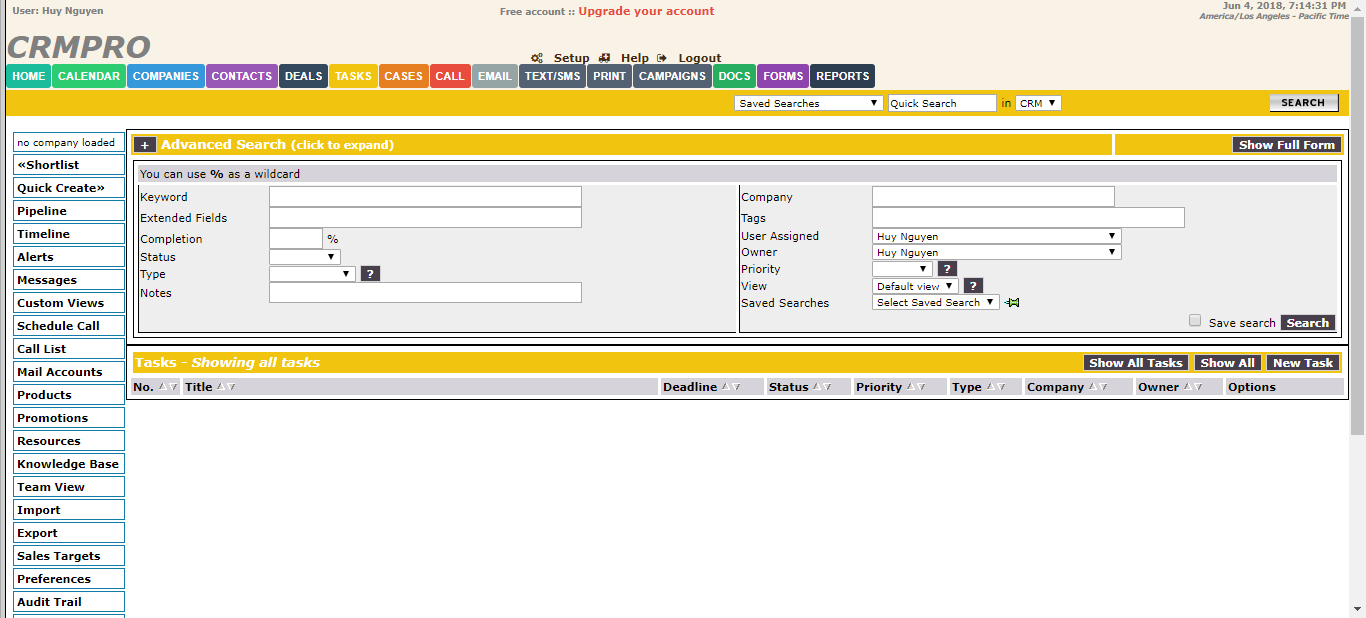 User: Huy Nguyen
Free account :: Upgrade your account
Jun 4, 2018, 7:14:31 PM
America/Los Angeles - Pacific Time
CRMPRO
Setup Help Logout
HOME CALENDAR COMPANIES CONTACTS DEALS TASKS CASES CALL EMAIL TEXT/SMS PRINT CAMPAIGNS DOCS FORMS REPORTS
Saved Searches Quick Search in CRM SEARCH
no company loaded
«Shortlist
Quick Create»
Pipeline
Timeline
Alerts
Messages
Custom Views
Schedule Call
Call List
Mail Accounts
Products
Promotions
Resources
Knowledge Base
Team View
Import
Export
Sales Targets
Preferences
Audit Trail
+ Advanced Search (click to expand) Show Full Form
You can use % as a wildcard
Keyword
Extended Fields
Completion %
Status
Type ?
Notes
Company
Tags
User Assigned Huy Nguyen
Owner Huy Nguyen
Priority ?
View Default view ?
Saved Searches Select Saved Search
Save search Search
Tasks - Showing all tasks Show All Tasks Show All New Task
No. Title Deadline Status Priority Type Company Owner Options